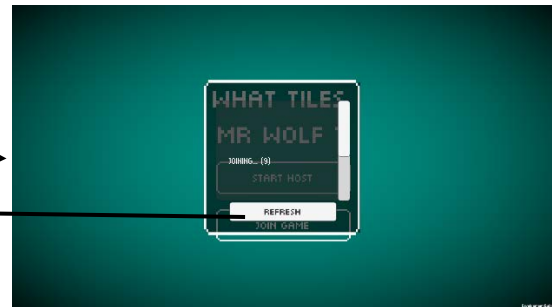 WHAT TILES
MR WOLF
JOINING... (9)
START HOST
REFRESH
JOIN GAME